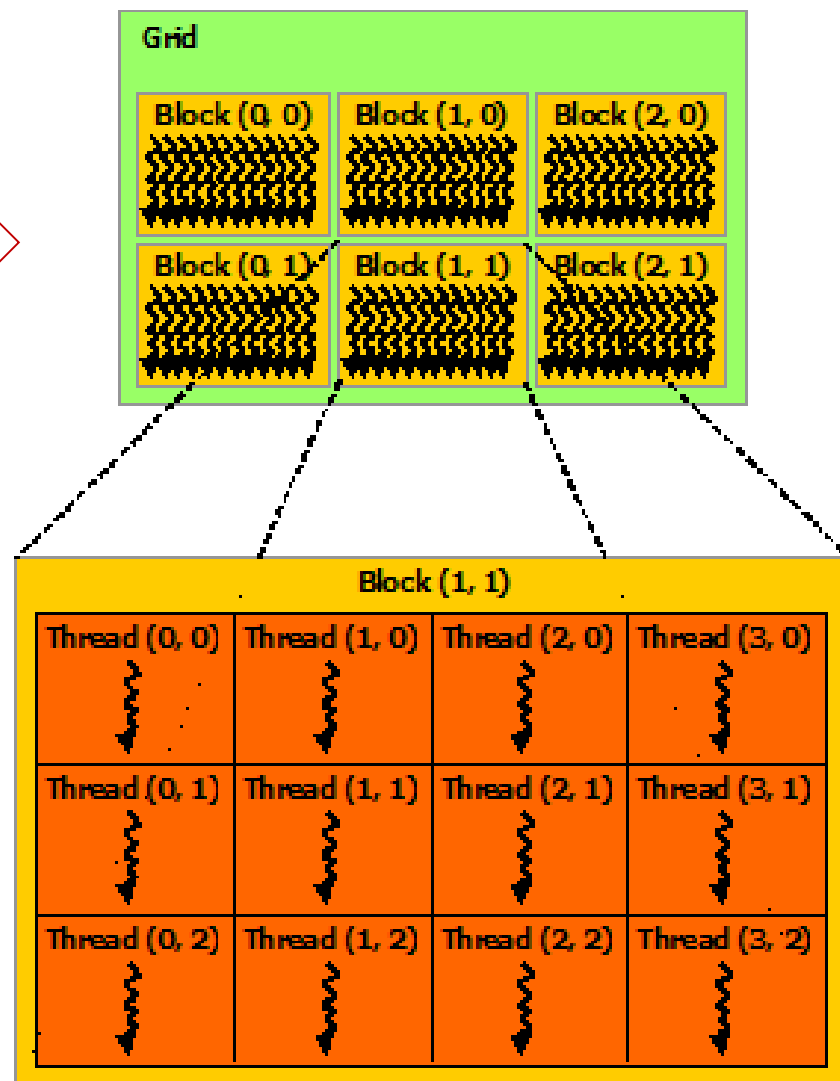 Grid
Block (0, 0) Block (1, 0) Block (2, 0)
Block (0, 1) Block (1, 1) Block (2, 1)
Block (1, 1)
Thread (0, 0) Thread (1, 0) Thread (2, 0) Thread (3, 0)
Thread (0, 1) Thread (1, 1) Thread (2, 1) Thread (3, 1)
Thread (0, 2) Thread (1, 2) Thread (2, 2) Thread (3, 2)